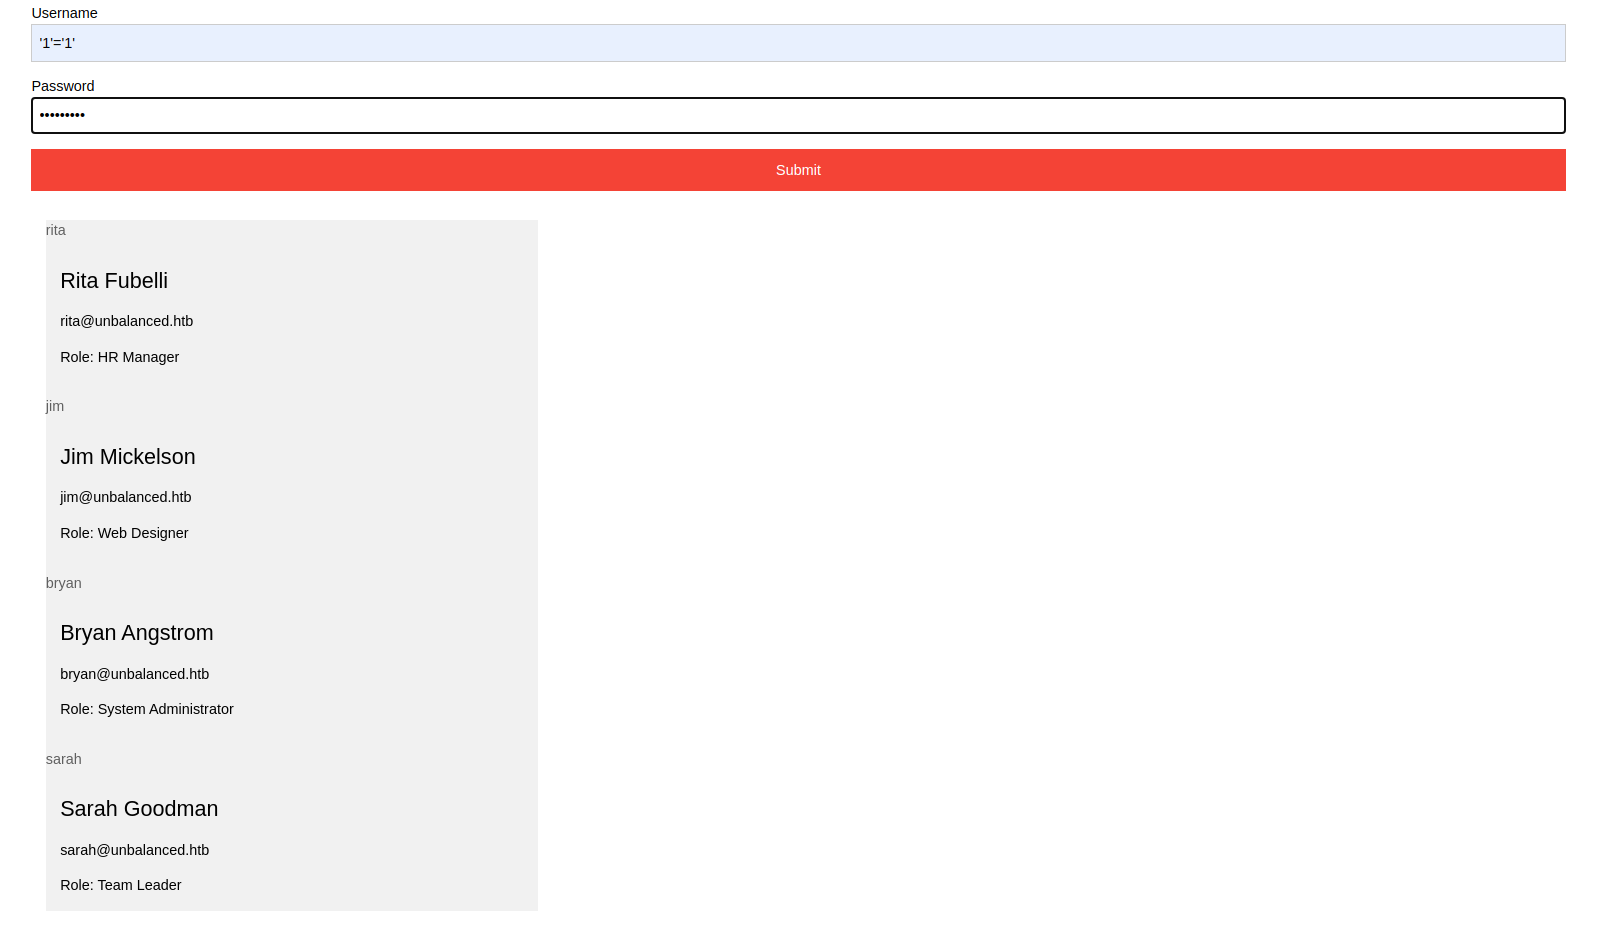 Username
'1'='1'
Password
•••••••••
Submit
rita
Rita Fubelli
rita@unbalanced.htb
Role: HR Manager
jim
Jim Mickelson
jim@unbalanced.htb
Role: Web Designer
bryan
Bryan Angstrom
bryan@unbalanced.htb
Role: System Administrator
sarah
Sarah Goodman
sarah@unbalanced.htb
Role: Team Leader